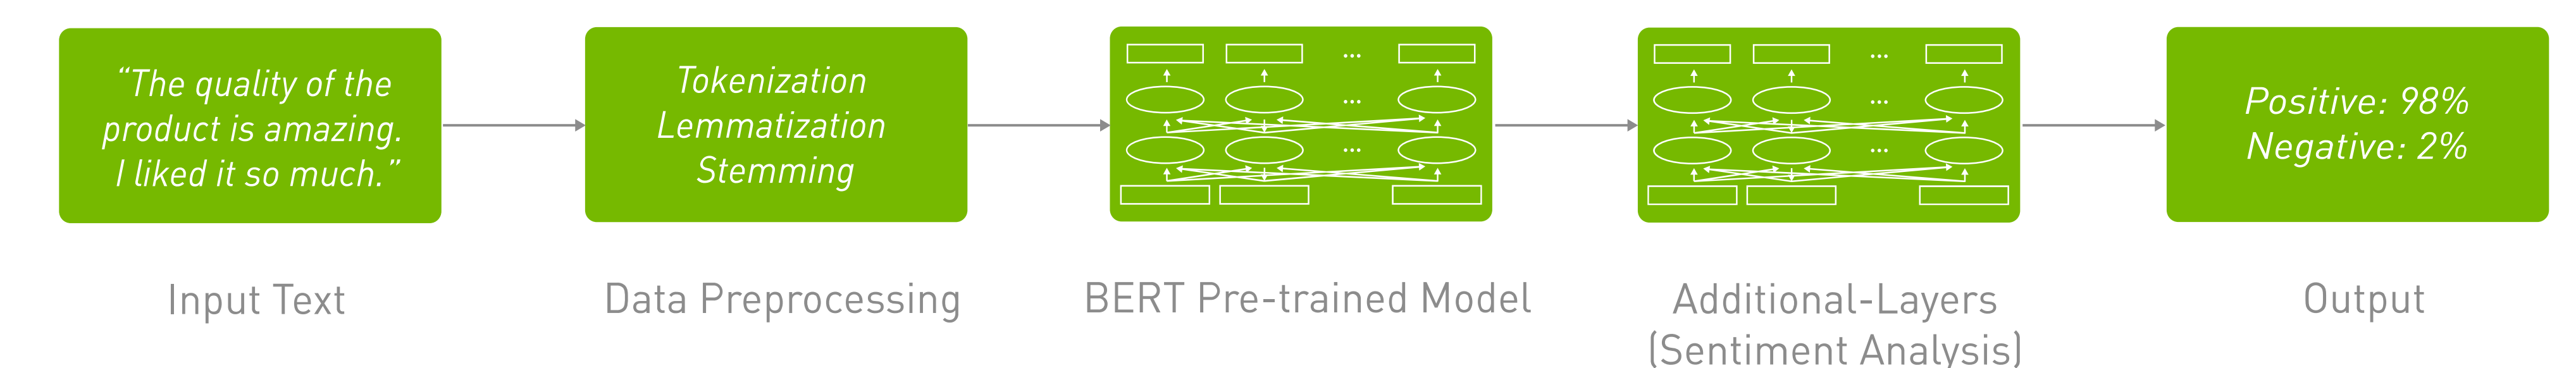 “The quality of the
product is amazing.
I liked it so much.”
Input Text
Tokenization
Lemmatization
Stemming
Data Preprocessing
...
...
...
BERT Pre-trained Model
...
...
...
Additional-Layers
(Sentiment Analysis)
Positive: 98%
Negative: 2%
Output